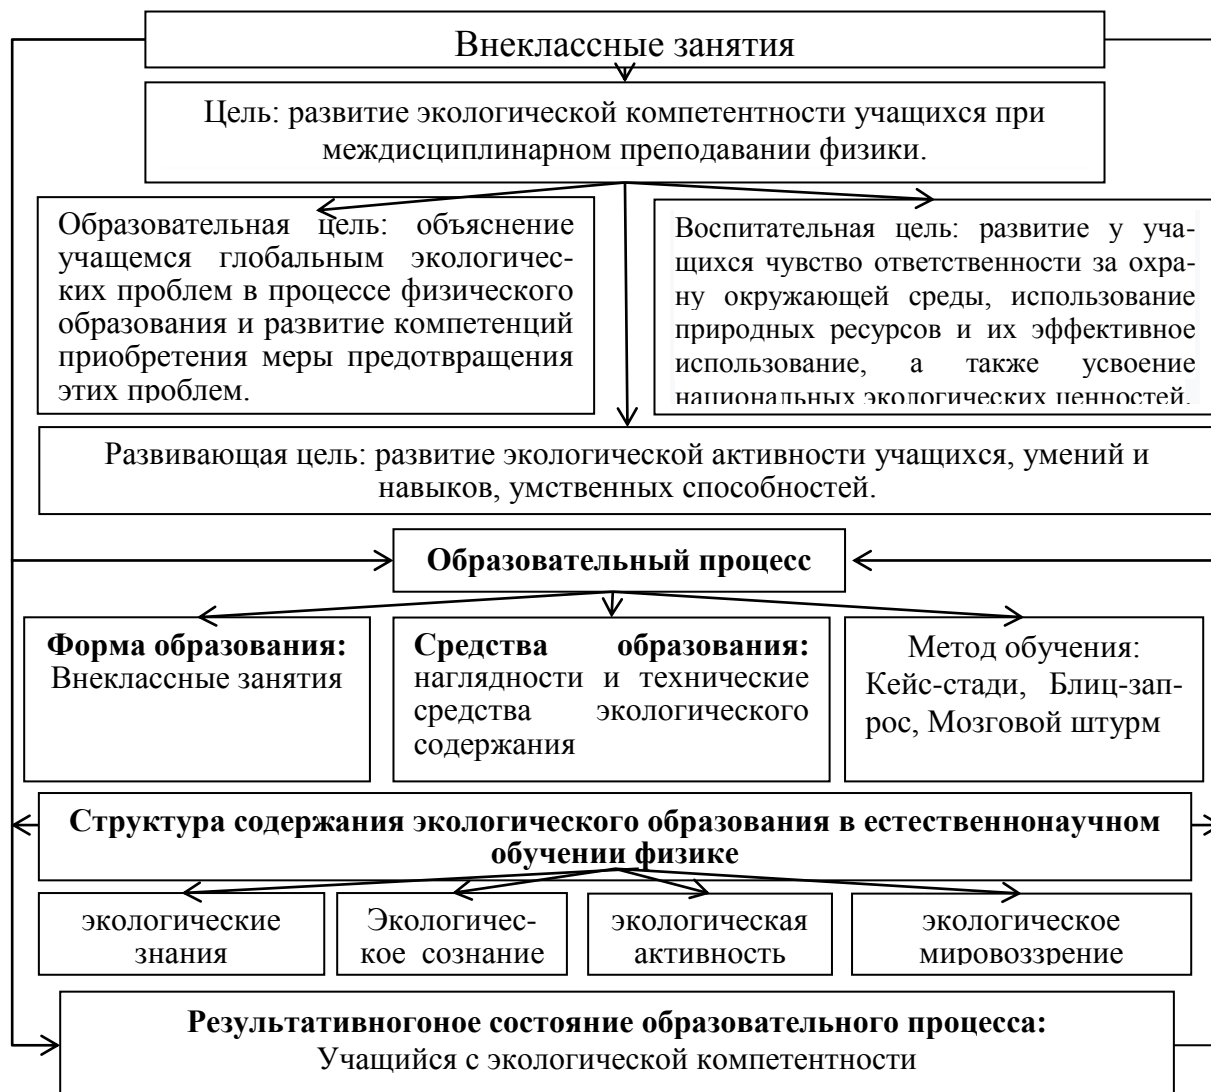 Внеклассные занятия
Цель: развитие экологической компетентности учащихся при
междисциплинарном преподавании физики.
Образовательная цель: объяснение
учащемся глобальным экологичес-
ких проблем в процессе физического
образования и развитие компетенций
приобретения меры предотвращения
этих проблем.
Воспитательная цель: развитие у уча-
щихся чувство ответственности за охра-
ну окружающей среды, использование
природных ресурсов и их эффективное
использование, а также усвоение
национальных экологических ценностей.
Развивающая цель: развитие экологической активности учащихся, умений и
навыков, умственных способностей.
Образовательный процесс
Форма образования:
Внеклассные занятия
Средства образования:
наглядности и технические
средства экологического
содержания
Метод обучения:
Кейс-стади, Блиц-зап-
рос, Мозговой штурм
Структура содержания экологического образования в естественнонаучном
обучении физике
экологические
знания
Экологичес-
кое сознание
экологическая
активность
экологическое
мировоззрение
Результативногоное состояние образовательного процесса:
Учащийся с экологической компетентности